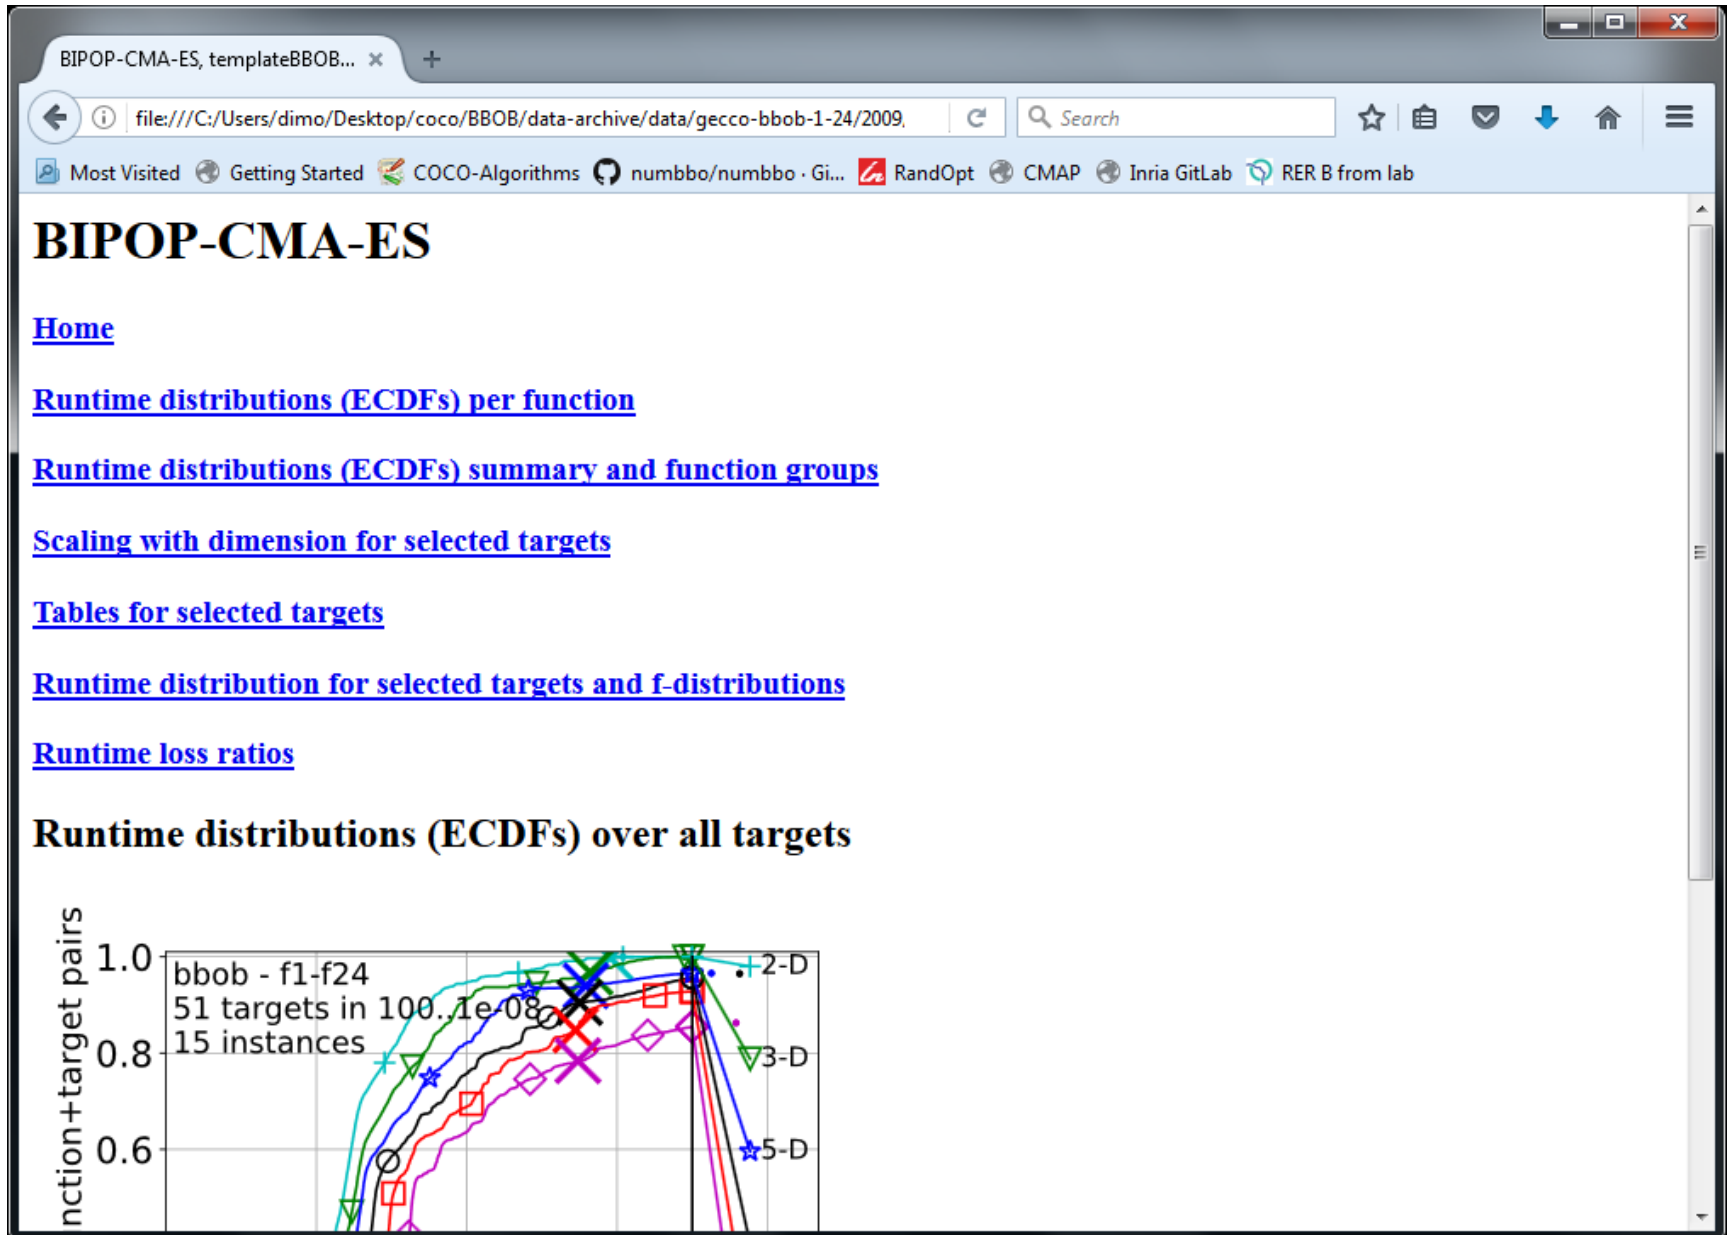 BIPOP-CMA-ES, templateBBOB...
file:///C:/Users/dimo/Desktop/coco/BBOB/data-archive/data/gecco-bbob-1-24/2009,
Search
Most Visited Getting Started COCO-Algorithms numbbo/numbbo · Gi... RandOpt CMAP Inria GitLab RER B from lab
BIPOP-CMA-ES
Home
Runtime distributions (ECDFs) per function
Runtime distributions (ECDFs) summary and function groups
Scaling with dimension for selected targets
Tables for selected targets
Runtime distribution for selected targets and f-distributions
Runtime loss ratios
Runtime distributions (ECDFs) over all targets
nction+target pairs
1.0
bbob - f1-f24
51 targets in 100..1e-08
15 instances
2-D
0.8
3-D
0.6
5-D